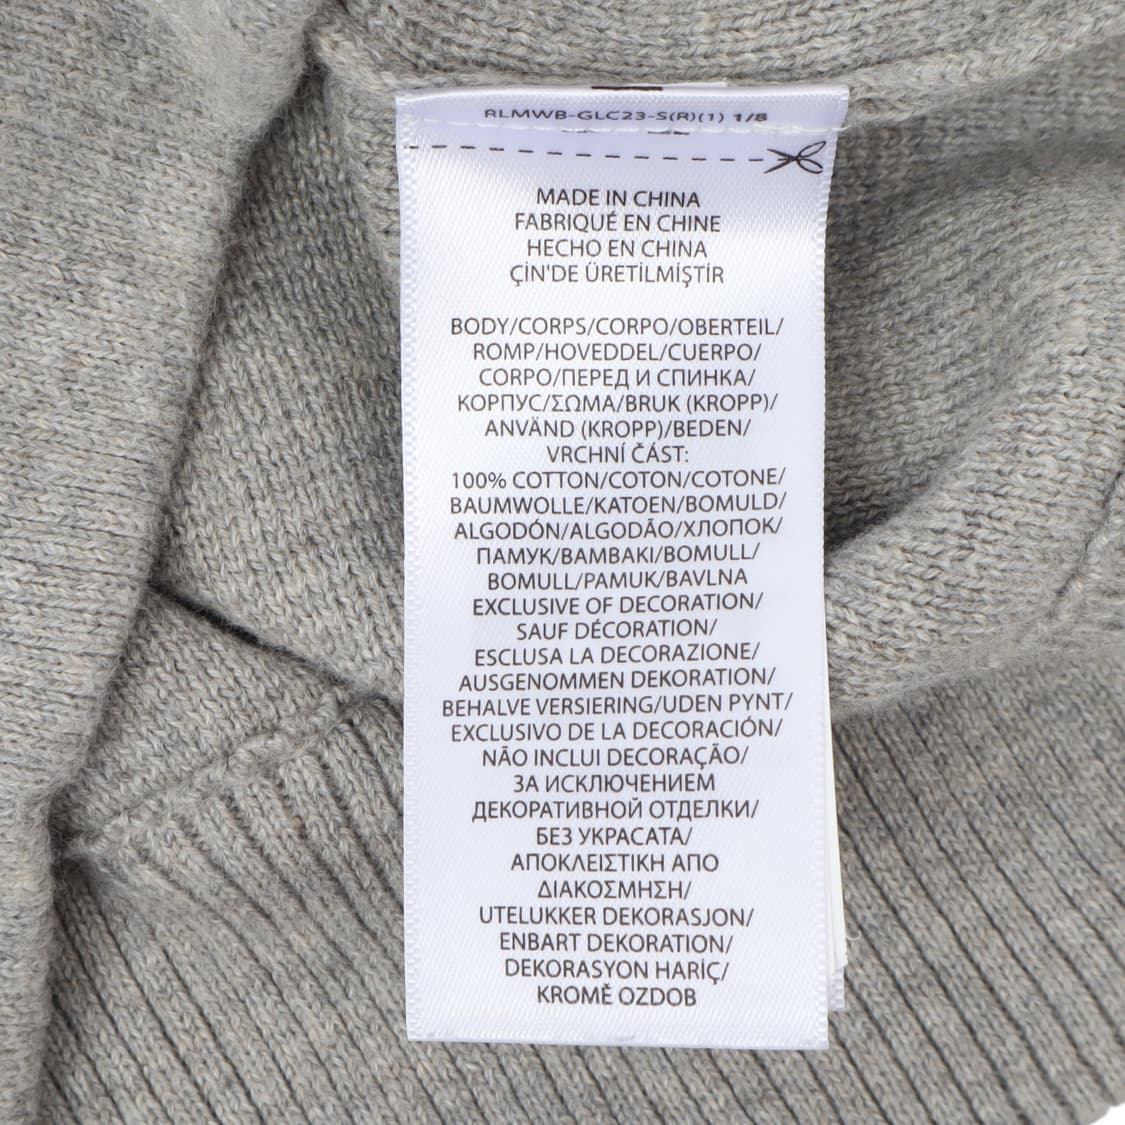 RLMWB-GLC23-S(R)(1) 1/8
MADE IN CHINA
FABRIQUÉ EN CHINE
HECHO EN CHINA
ÇİN'DE ÜRETİLMİŞTİR
BODY/CORPS/CORPO/OBERTEIL/
ROMP/HOVEDDEL/CUERPO/
CORPO/ПЕРЕД И СПИНКА/
КОРПУС/ΣΩΜΑ/BRUK (KROPP)/
ANVÄND (KROPP)/BEDEN/
VRCHNÍ ČÁST:
100% COTTON/COTON/COTONE/
BAUMWOLLE/KATOEN/BOMULD/
ALGODÓN/ALGODÃO/ХЛОПОК/
ПАМУК/ΒΑΜΒΑΚΙ/BOMULL/
BOMULL/PAMUK/BAVLNA
EXCLUSIVE OF DECORATION/
SAUF DÉCORATION/
ESCLUSA LA DECORAZIONE/
AUSGENOMMEN DEKORATION/
BEHALVE VERSIERING/UDEN PYNT/
EXCLUSIVO DE LA DECORACIÓN/
NÃO INCLUI DECORAÇÃO/
ЗА ИСКЛЮЧЕНИЕМ
ДЕКОРАТИВНОЙ ОТДЕЛКИ/
БЕЗ УКРАСАТА/
ΑΠΟΚΛΕΙΣΤΙΚΗ ΑΠΟ
ΔΙΑΚΟΣΜΗΣΗ/
UTELUKKER DEKORASJON/
ENBART DEKORATION/
DEKORASYON HARİÇ/
KROMĚ OZDOB